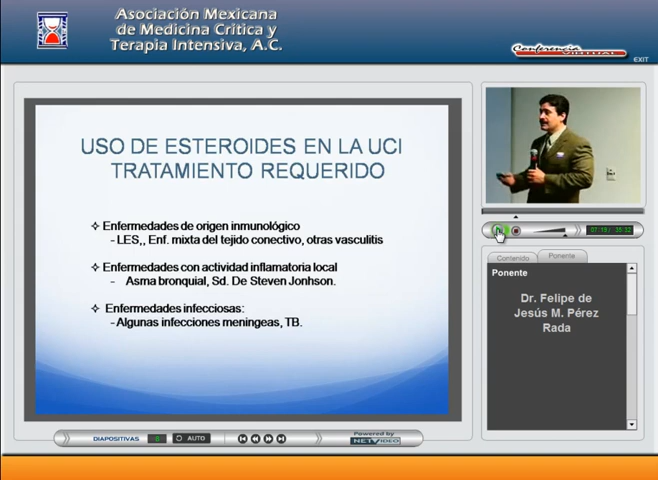 Asociación Mexicana
de Medicina Crítica y
Terapia Intensiva, A.C.
Conferencia
VIRTUAL
EXIT
USO DE ESTEROIDES EN LA UCI
TRATAMIENTO REQUERIDO
Enfermedades de origen inmunológico
- LES,, Enf. mixta del tejido conectivo, otras vasculitis
Enfermedades con actividad inflamatoria local
- Asma bronquial, Sd. De Steven Jonhson.
Enfermedades infecciosas:
- Algunas infecciones meningeas, TB.
Contenido
Ponente
Ponente
Dr. Felipe de
Jesús M. Pérez
Rada
DIAPOSITIVAS
AUTO
Powered by
NETVIDEO